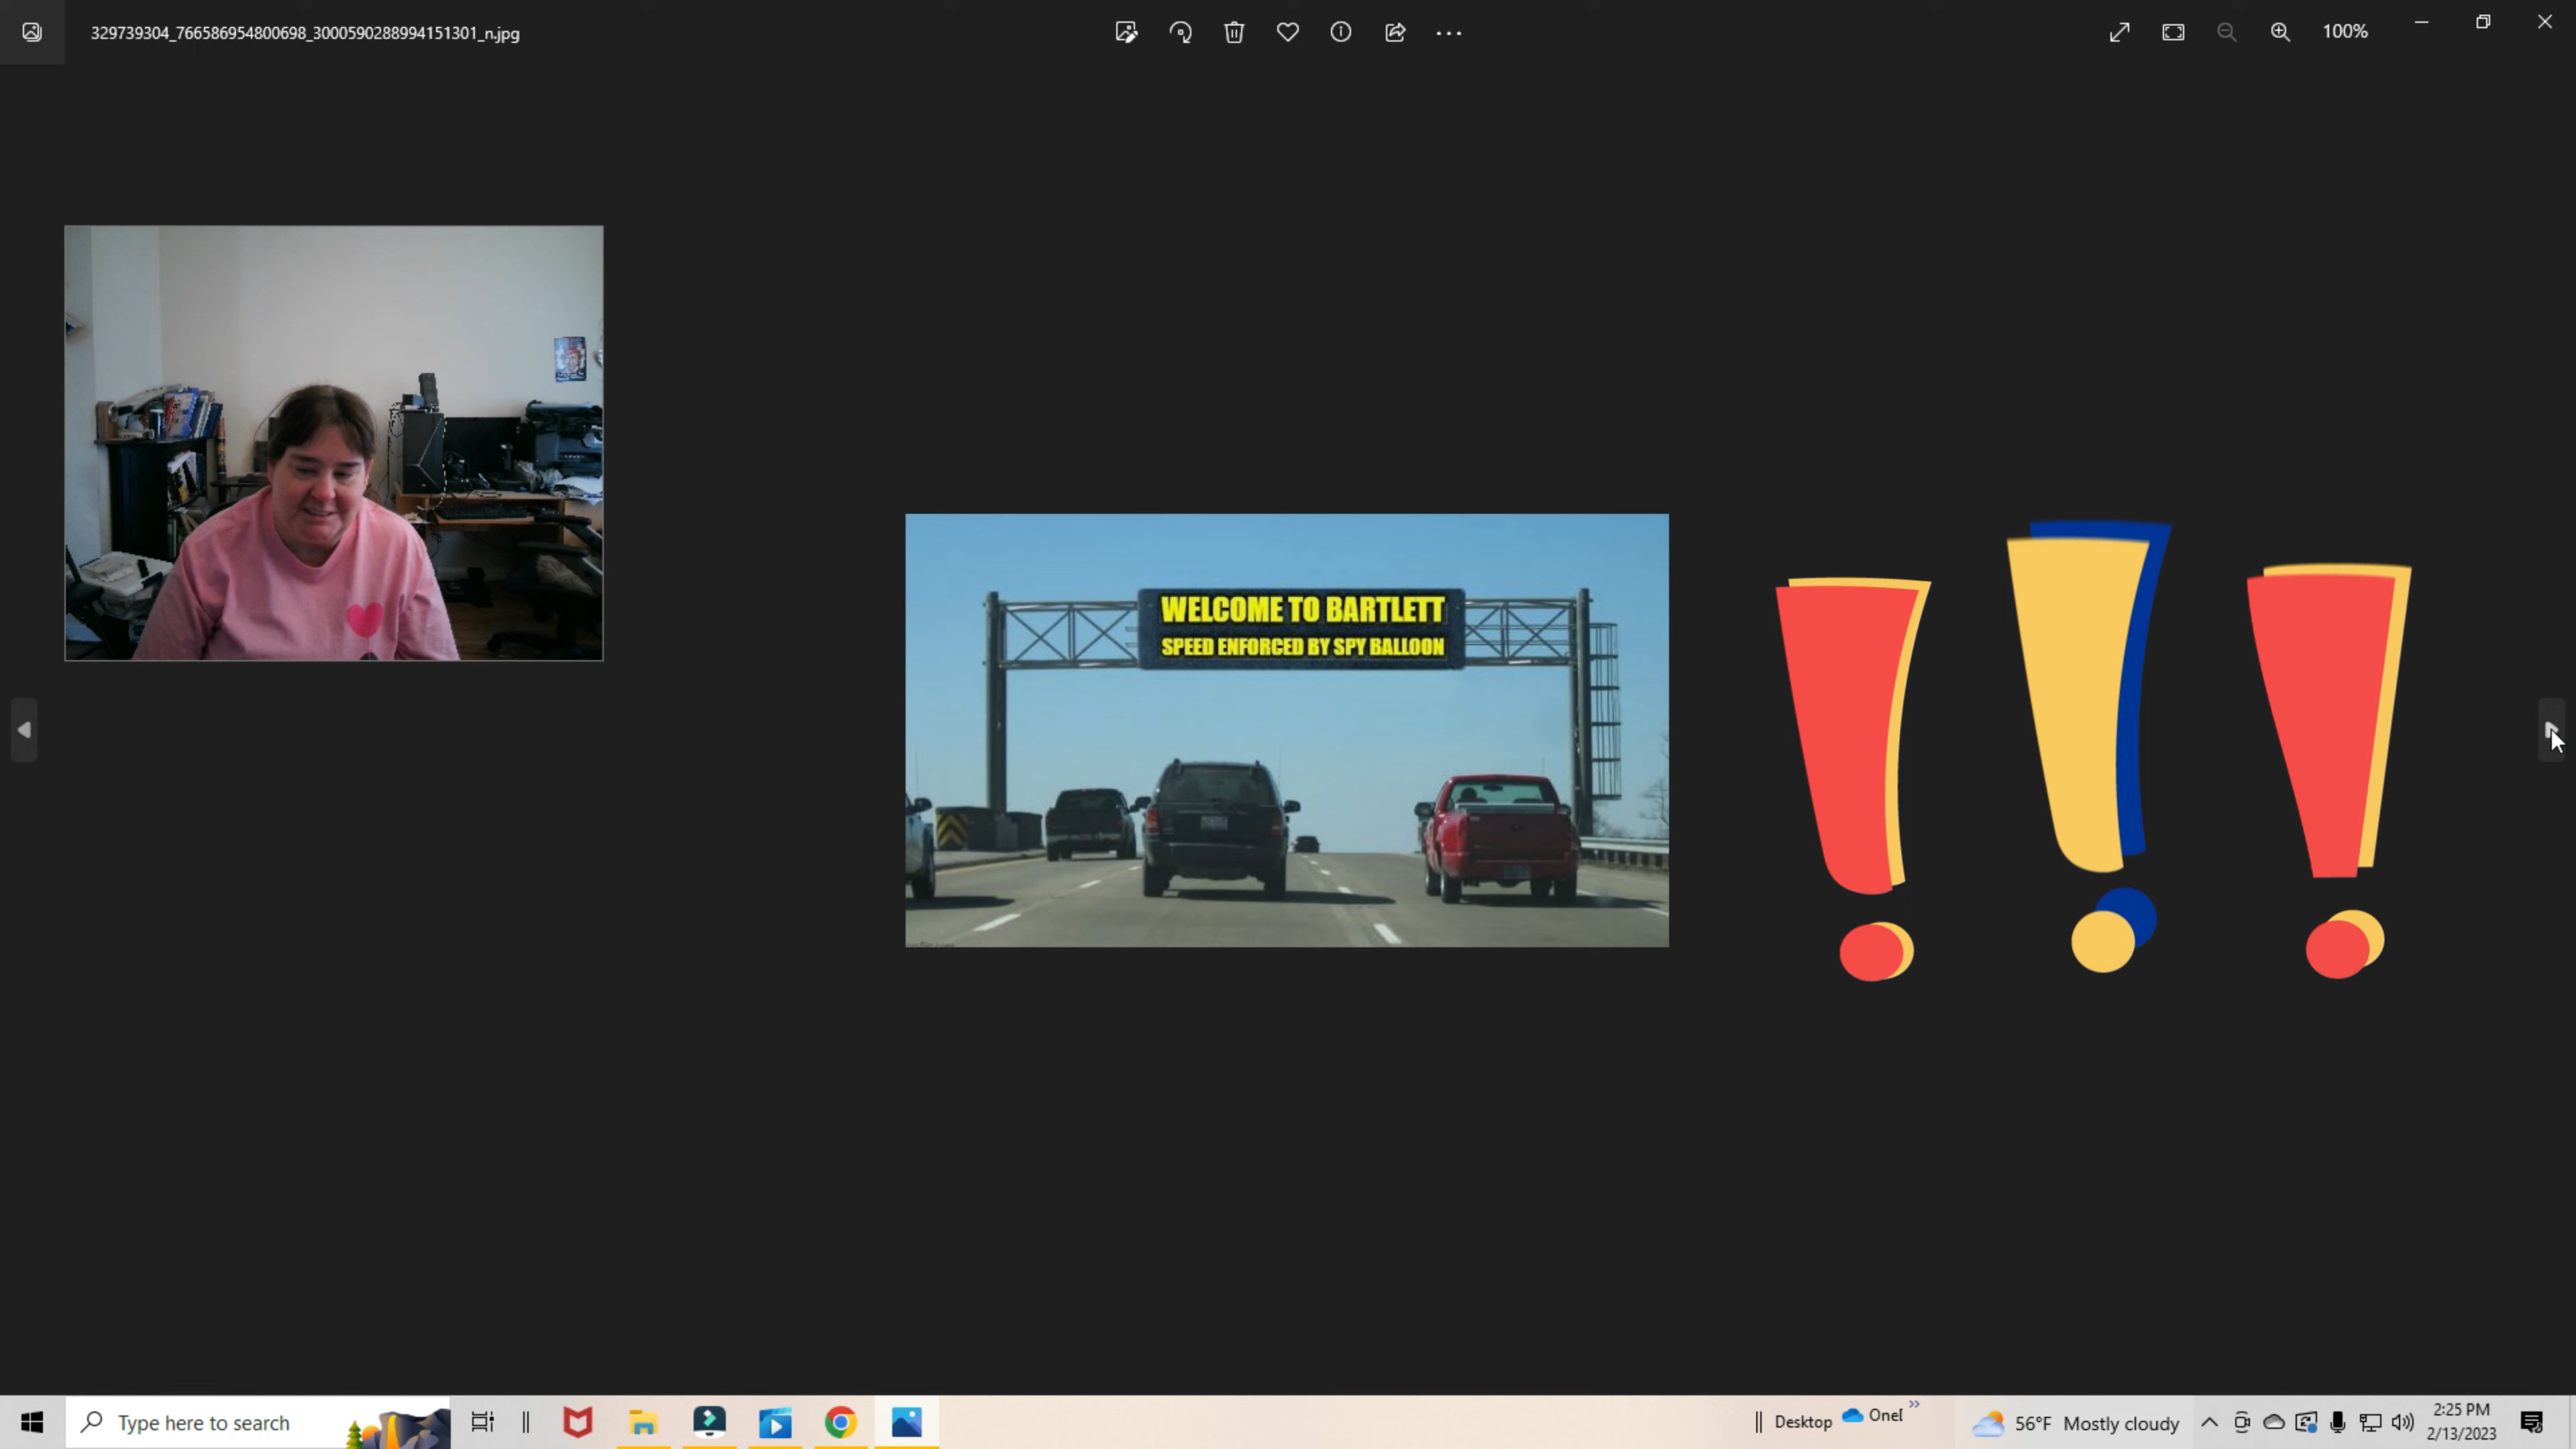 329739304_766586954800698_3000590288994151301_n.jpg
100%
WELCOME TO BARTLETT
SPEED ENFORCED BY SPY BALLOON
!!!
Type here to search
Desktop
OneD
56°F Mostly cloudy
2:25 PM
2/13/2023